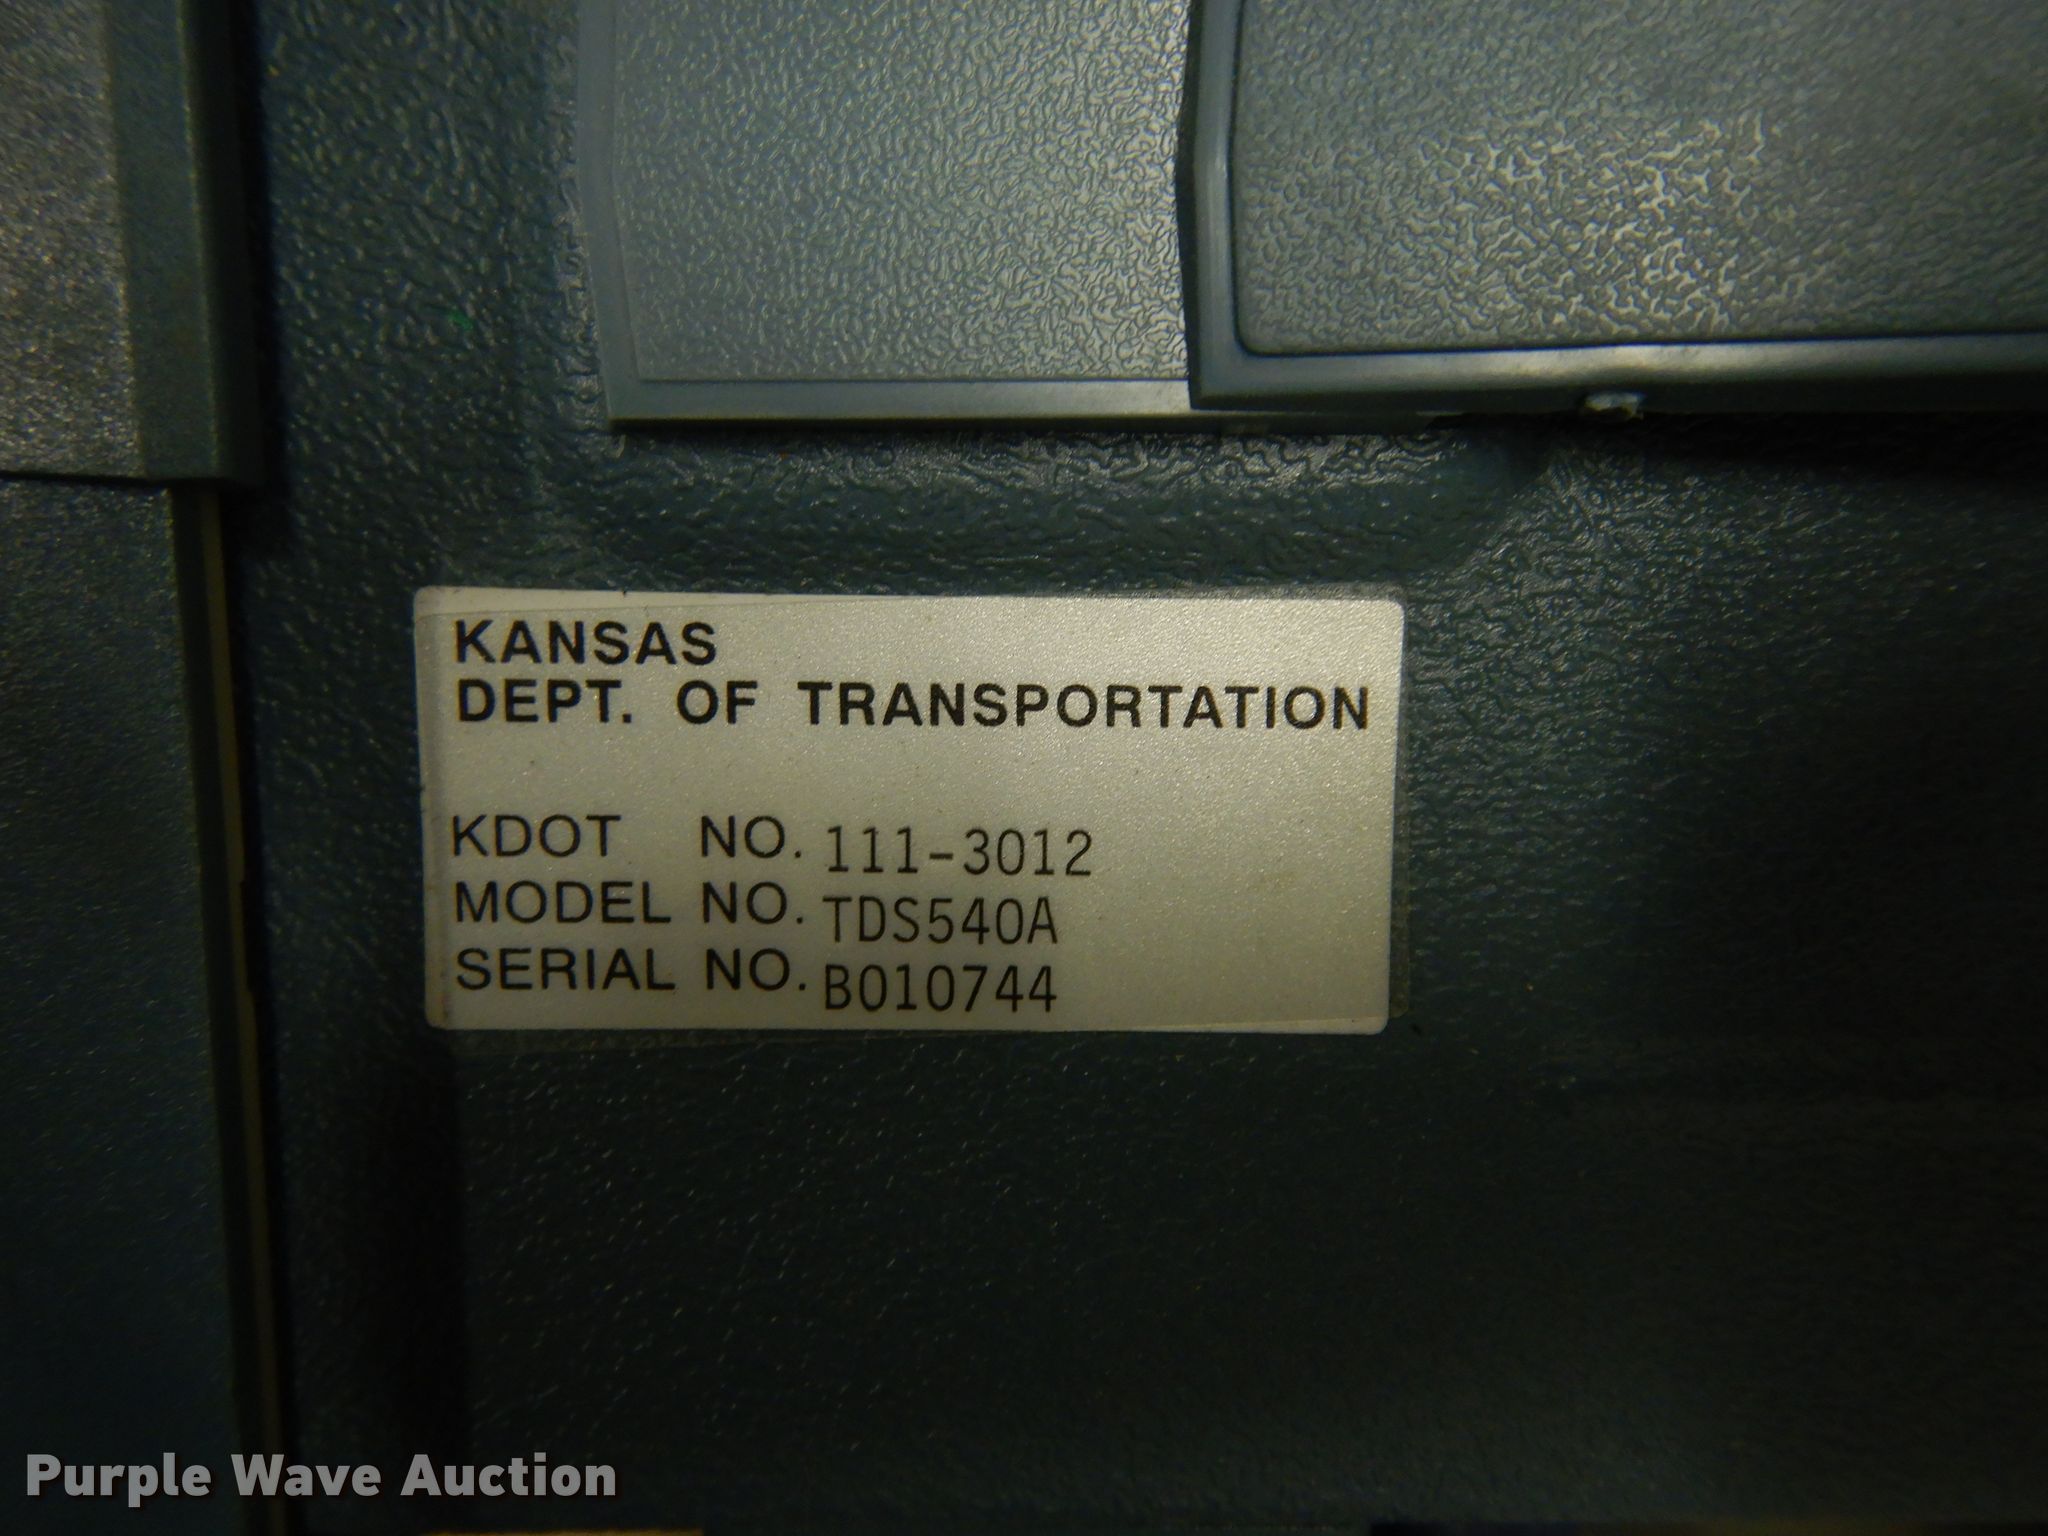 KANSAS
DEPT. OF TRANSPORTATION
KDOT NO. 111-3012
MODEL NO. TDS540A
SERIAL NO. B010744
Purple Wave Auction